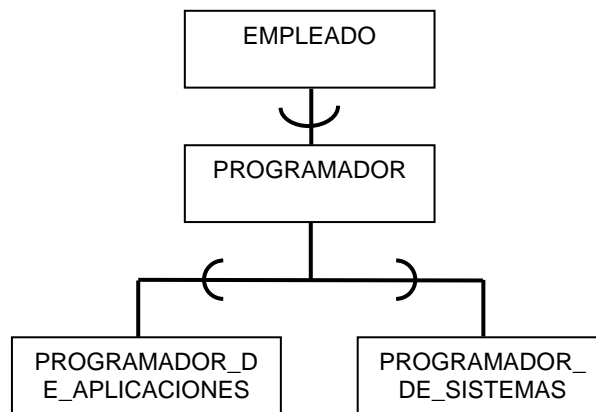 EMPLEADO
PROGRAMADOR
PROGRAMADOR_D
E_APLICACIONES
PROGRAMADOR_
DE_SISTEMAS